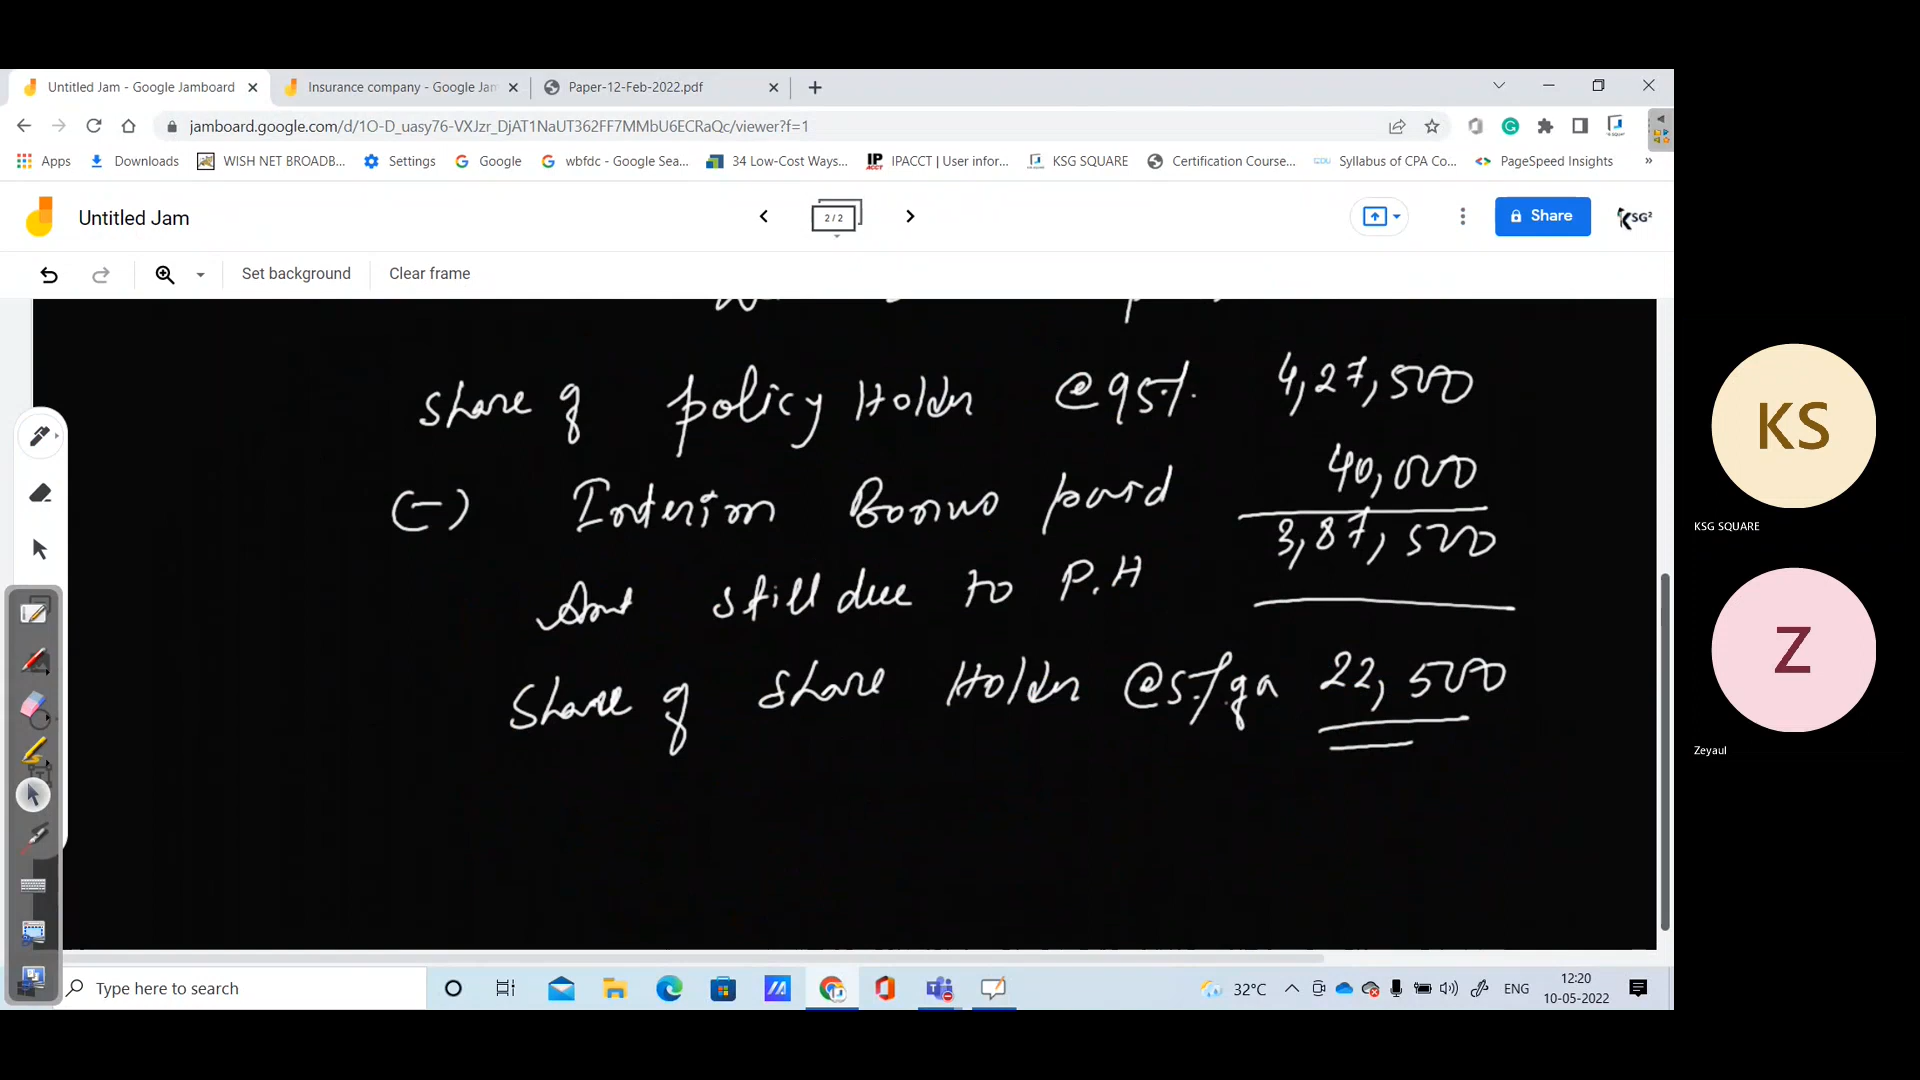 Untitled Jam - Google Jamboard
Insurance company - Google Jam
Paper-12-Feb-2022.pdf
jamboard.google.com/d/1O-D_uasy76-VXJzr_DjAT1NaUT362FF7MMbU6ECRaQc/viewer?f=1
Apps
Downloads
WISH NET BROADB...
Settings
Google
wbfdc - Google Sea...
34 Low-Cost Ways...
IPACCT | User infor...
KSG SQUARE
Certification Course...
Syllabus of CPA Co...
PageSpeed Insights
»
Untitled Jam
2 / 2
Share
KSG²
Set background
Clear frame
Share of policy Holder @95% 4,27,500
(-) Interim Bonus paid 40,000
3,87,500
Amt still due to P.H
Share of share Holder @5% 22,500
KS
KSG SQUARE
Z
Zeyaul
Type here to search
32°C
ENG
12:20
10-05-2022